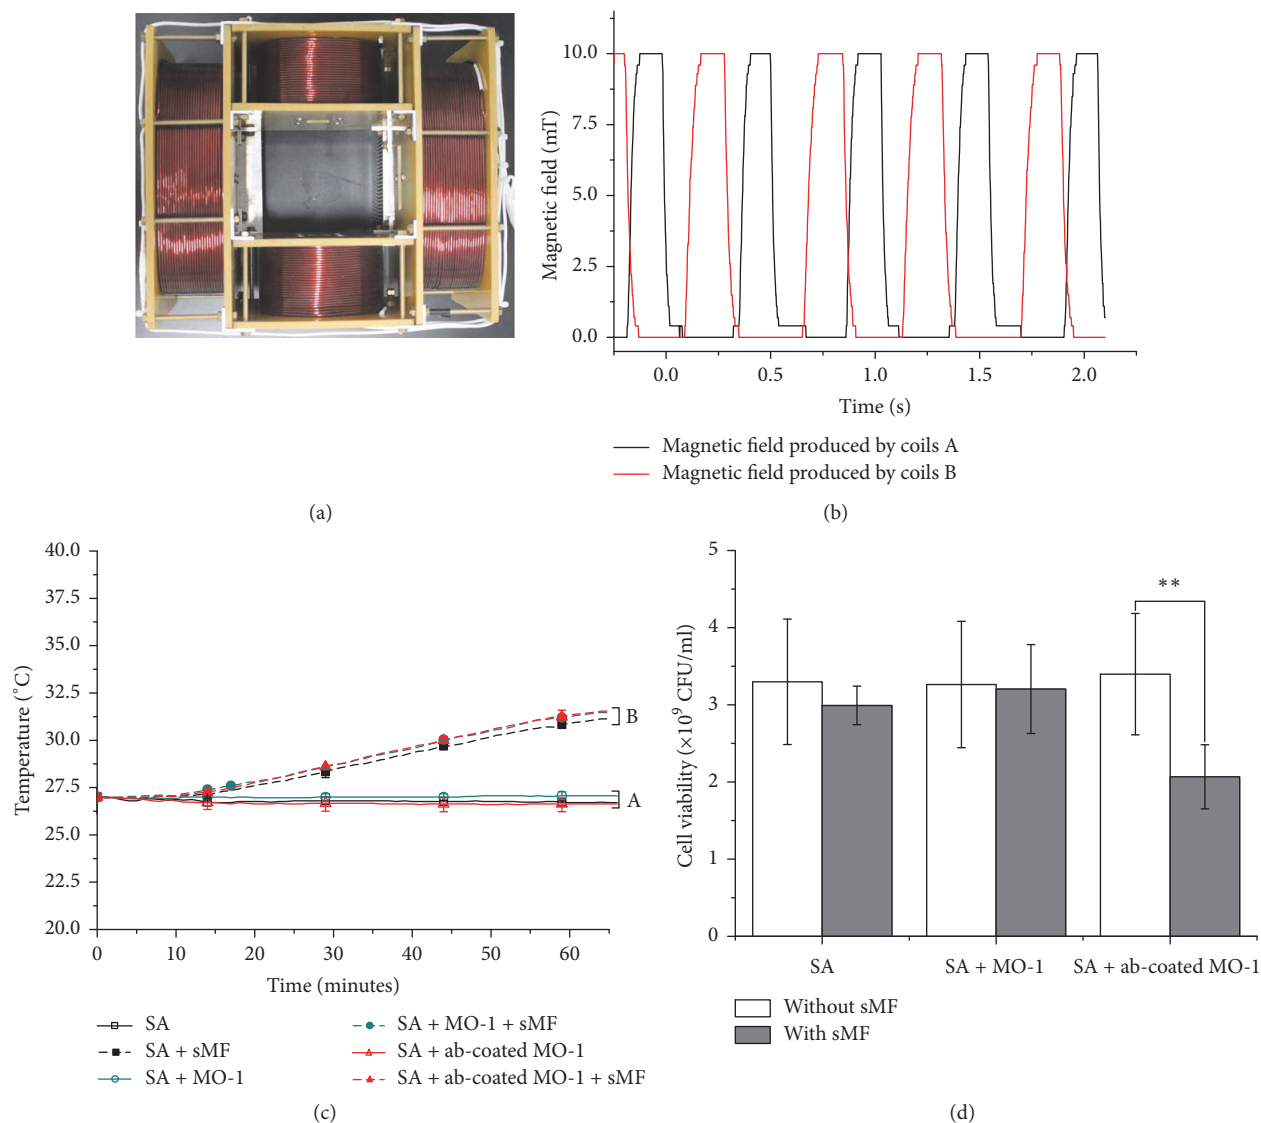 10.0
7.5
5.0
2.5
0.0
Magnetic field (mT)
0.0 0.5 1.0 1.5 2.0
Time (s)
Magnetic field produced by coils A
Magnetic field produced by coils B
(a)
(b)
40.0
37.5
35.0
32.5
30.0
27.5
25.0
22.5
20.0
Temperature (°C)
B
A
0 10 20 30 40 50 60
Time (minutes)
SA
SA + sMF
SA + MO-1
SA + MO-1 + sMF
SA + ab-coated MO-1
SA + ab-coated MO-1 + sMF
(c)
5
4
3
2
1
0
Cell viability (×10⁹ CFU/ml)
**
SA SA + MO-1 SA + ab-coated MO-1
Without sMF
With sMF
(d)